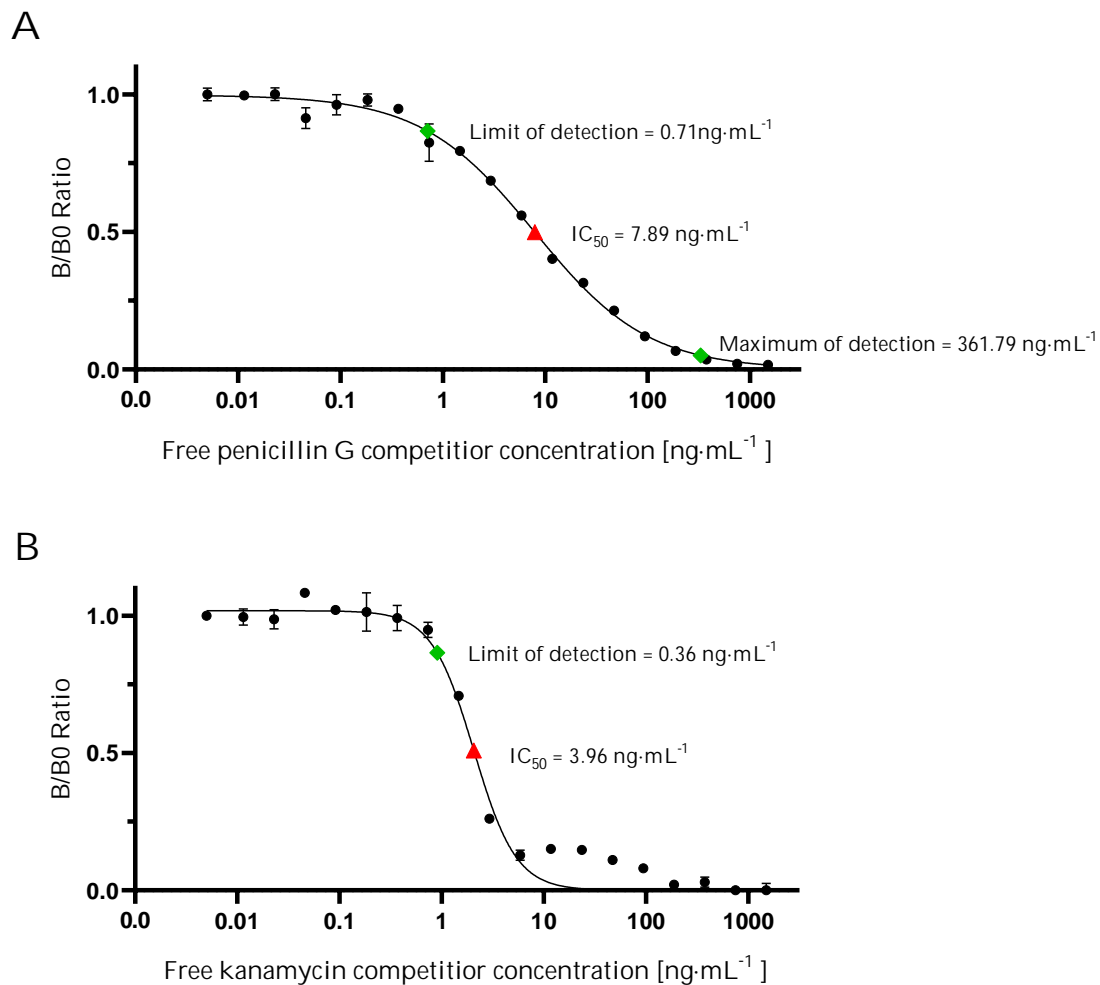 A
1.0
Limit of detection = 0.71ng·mL⁻¹
B/B0 Ratio
0.5
IC₅₀ = 7.89 ng·mL⁻¹
Maximum of detection = 361.79 ng·mL⁻¹
0.0
0.0 0.01 0.1 1 10 100 1000
Free penicillin G competitior concentration [ng·mL⁻¹ ]
B
1.0
Limit of detection = 0.36 ng·mL⁻¹
B/B0 Ratio
0.5
IC₅₀ = 3.96 ng·mL⁻¹
0.0
0.0 0.01 0.1 1 10 100 1000
Free kanamycin competitior concentration [ng·mL⁻¹ ]